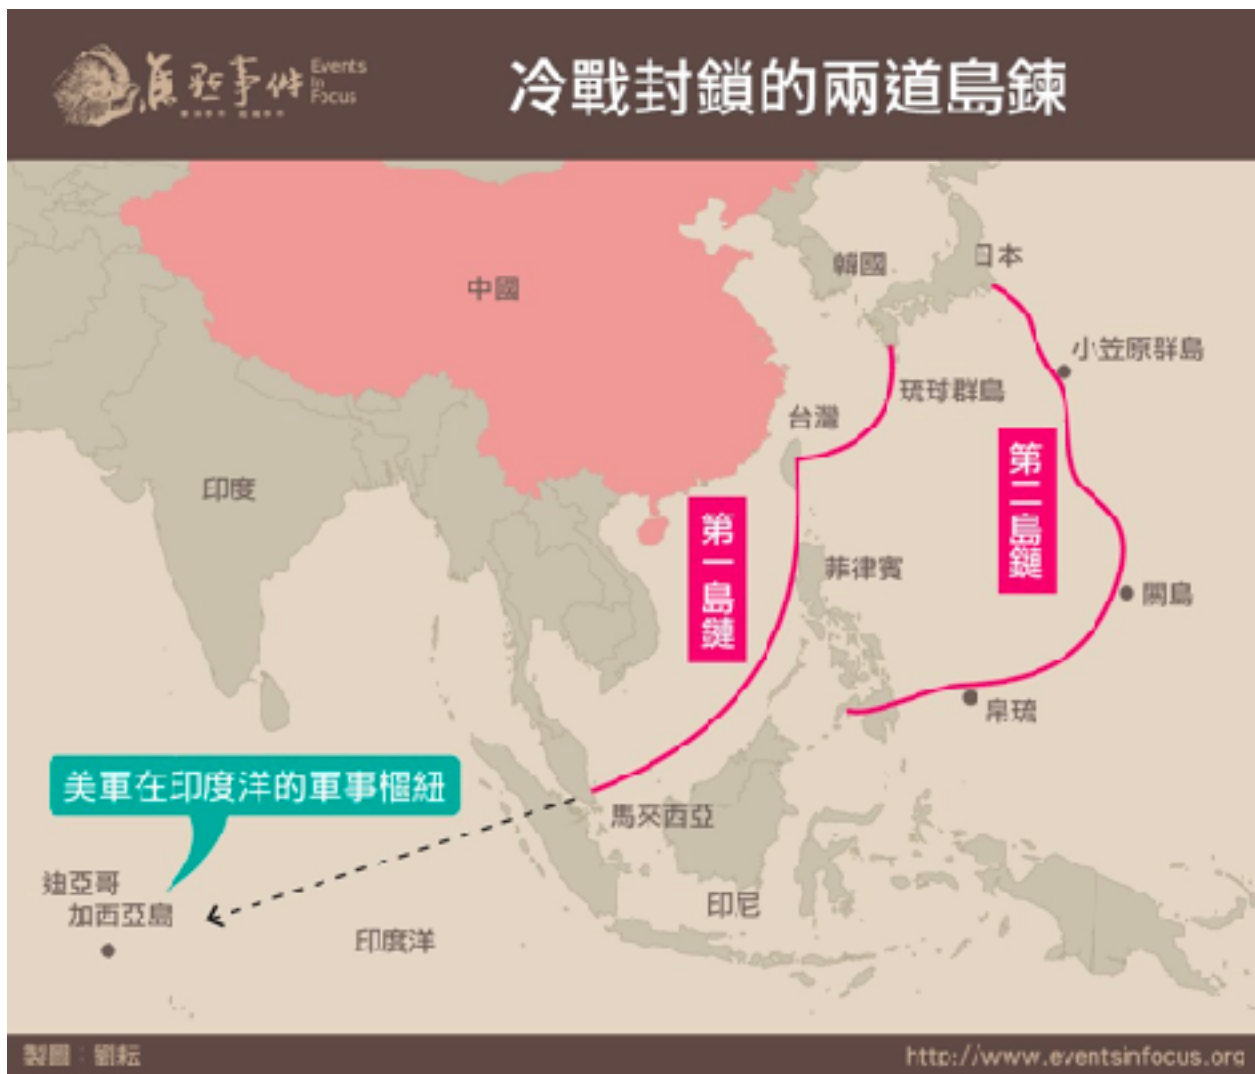 焦點事件
Events
In
Focus
冷戰封鎖的兩道島鍊
中國
韓國
日本
小笠原群島
琉球群島
台灣
第二島鏈
印度
第一島鏈
菲律賓
關島
帛琉
美軍在印度洋的軍事樞紐
馬來西亞
迪亞哥
加西亞島
印尼
印度洋
製圖：劉耘
http://www.eventsinfocus.org